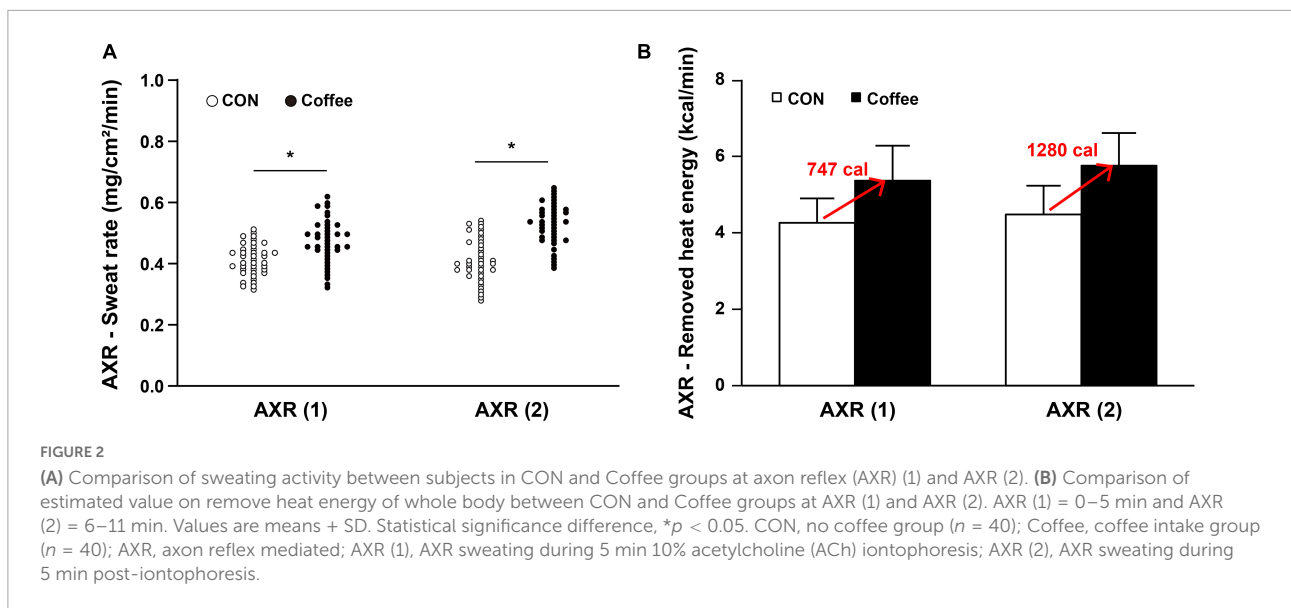 A
AXR - Sweat rate (mg/cm²/min)
1.0
0.8
0.6
0.4
0.2
0.0
CON
Coffee
*
*
AXR (1)
AXR (2)
B
AXR - Removed heat energy (kcal/min)
8
6
4
2
0
CON
Coffee
747 cal
1280 cal
AXR (1)
AXR (2)
FIGURE 2
(A) Comparison of sweating activity between subjects in CON and Coffee groups at axon reflex (AXR) (1) and AXR (2). (B) Comparison of
estimated value on remove heat energy of whole body between CON and Coffee groups at AXR (1) and AXR (2). AXR (1) = 0–5 min and AXR
(2) = 6–11 min. Values are means + SD. Statistical significance difference, *p < 0.05. CON, no coffee group (n = 40); Coffee, coffee intake group
(n = 40); AXR, axon reflex mediated; AXR (1), AXR sweating during 5 min 10% acetylcholine (ACh) iontophoresis; AXR (2), AXR sweating during
5 min post-iontophoresis.